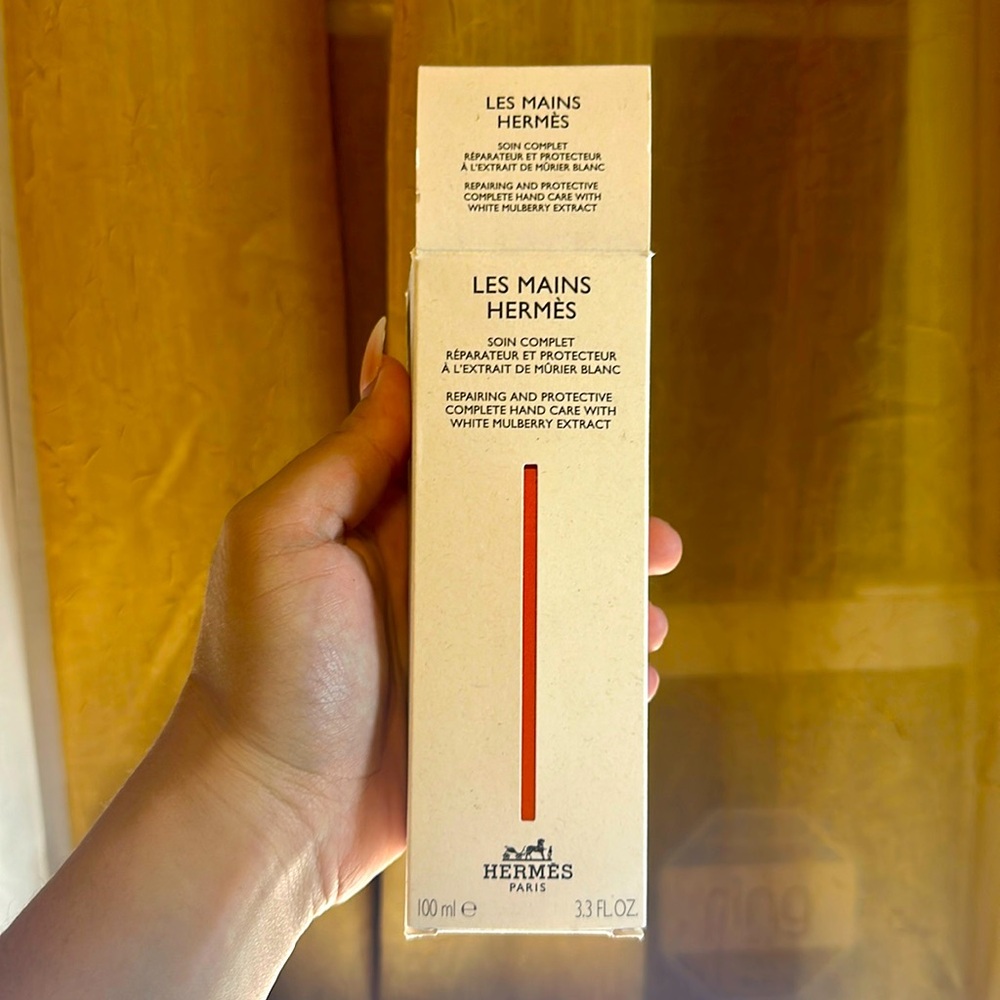 LES MAINS
HERMÈS
SOIN COMPLET
RÉPARATEUR ET PROTECTEUR
À L'EXTRAIT DE MÛRIER BLANC
REPAIRING AND PROTECTIVE
COMPLETE HAND CARE WITH
WHITE MULBERRY EXTRACT
LES MAINS
HERMÈS
SOIN COMPLET
RÉPARATEUR ET PROTECTEUR
À L'EXTRAIT DE MÛRIER BLANC
REPAIRING AND PROTECTIVE
COMPLETE HAND CARE WITH
WHITE MULBERRY EXTRACT
HERMÈS
PARIS
100 ml ℮ 3.3 FL.OZ.